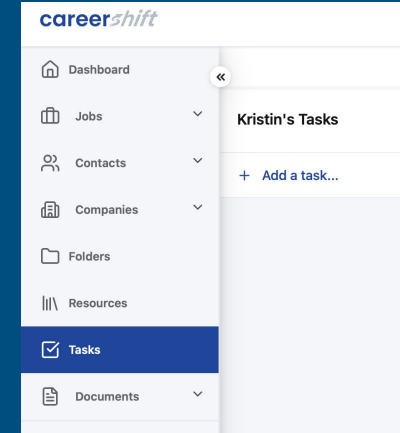 careershift
Dashboard
Jobs
Contacts
Companies
Folders
Resources
Tasks
Documents
Kristin's Tasks
+ Add a task...